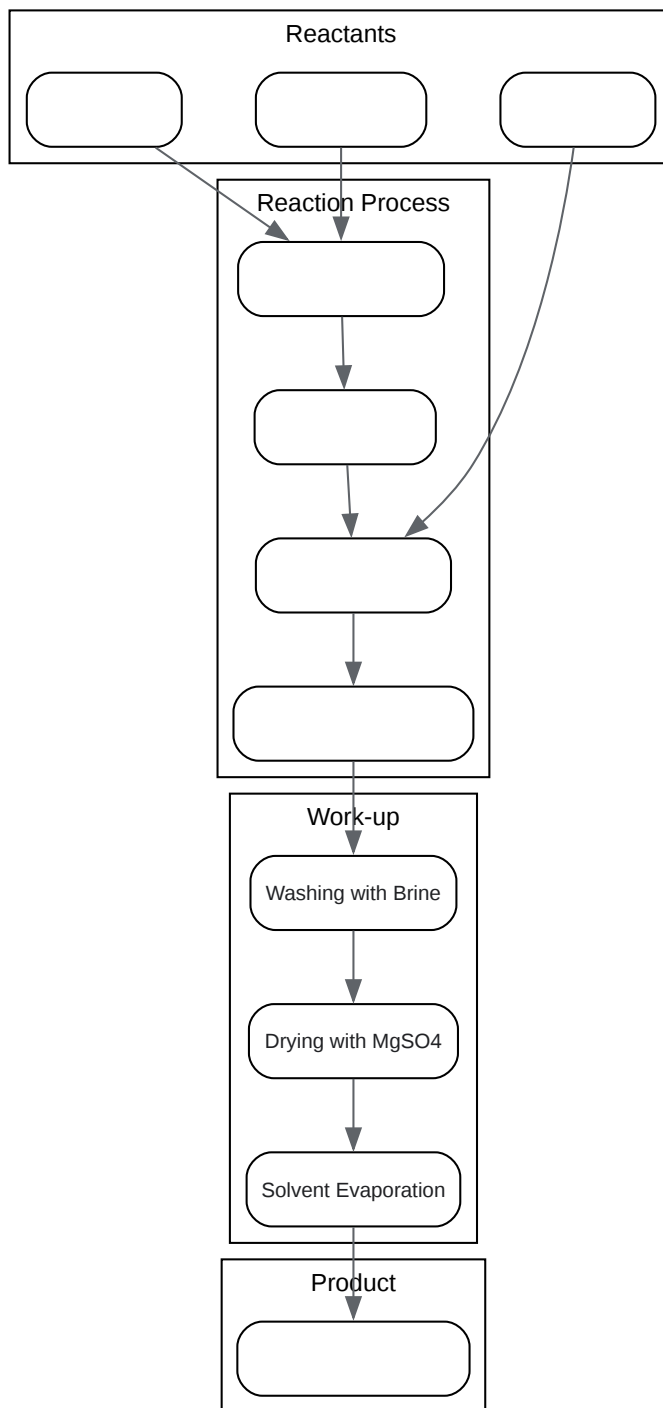 Reactants
Reaction Process
Work-up
Washing with Brine
Drying with MgSO4
Solvent Evaporation
Product